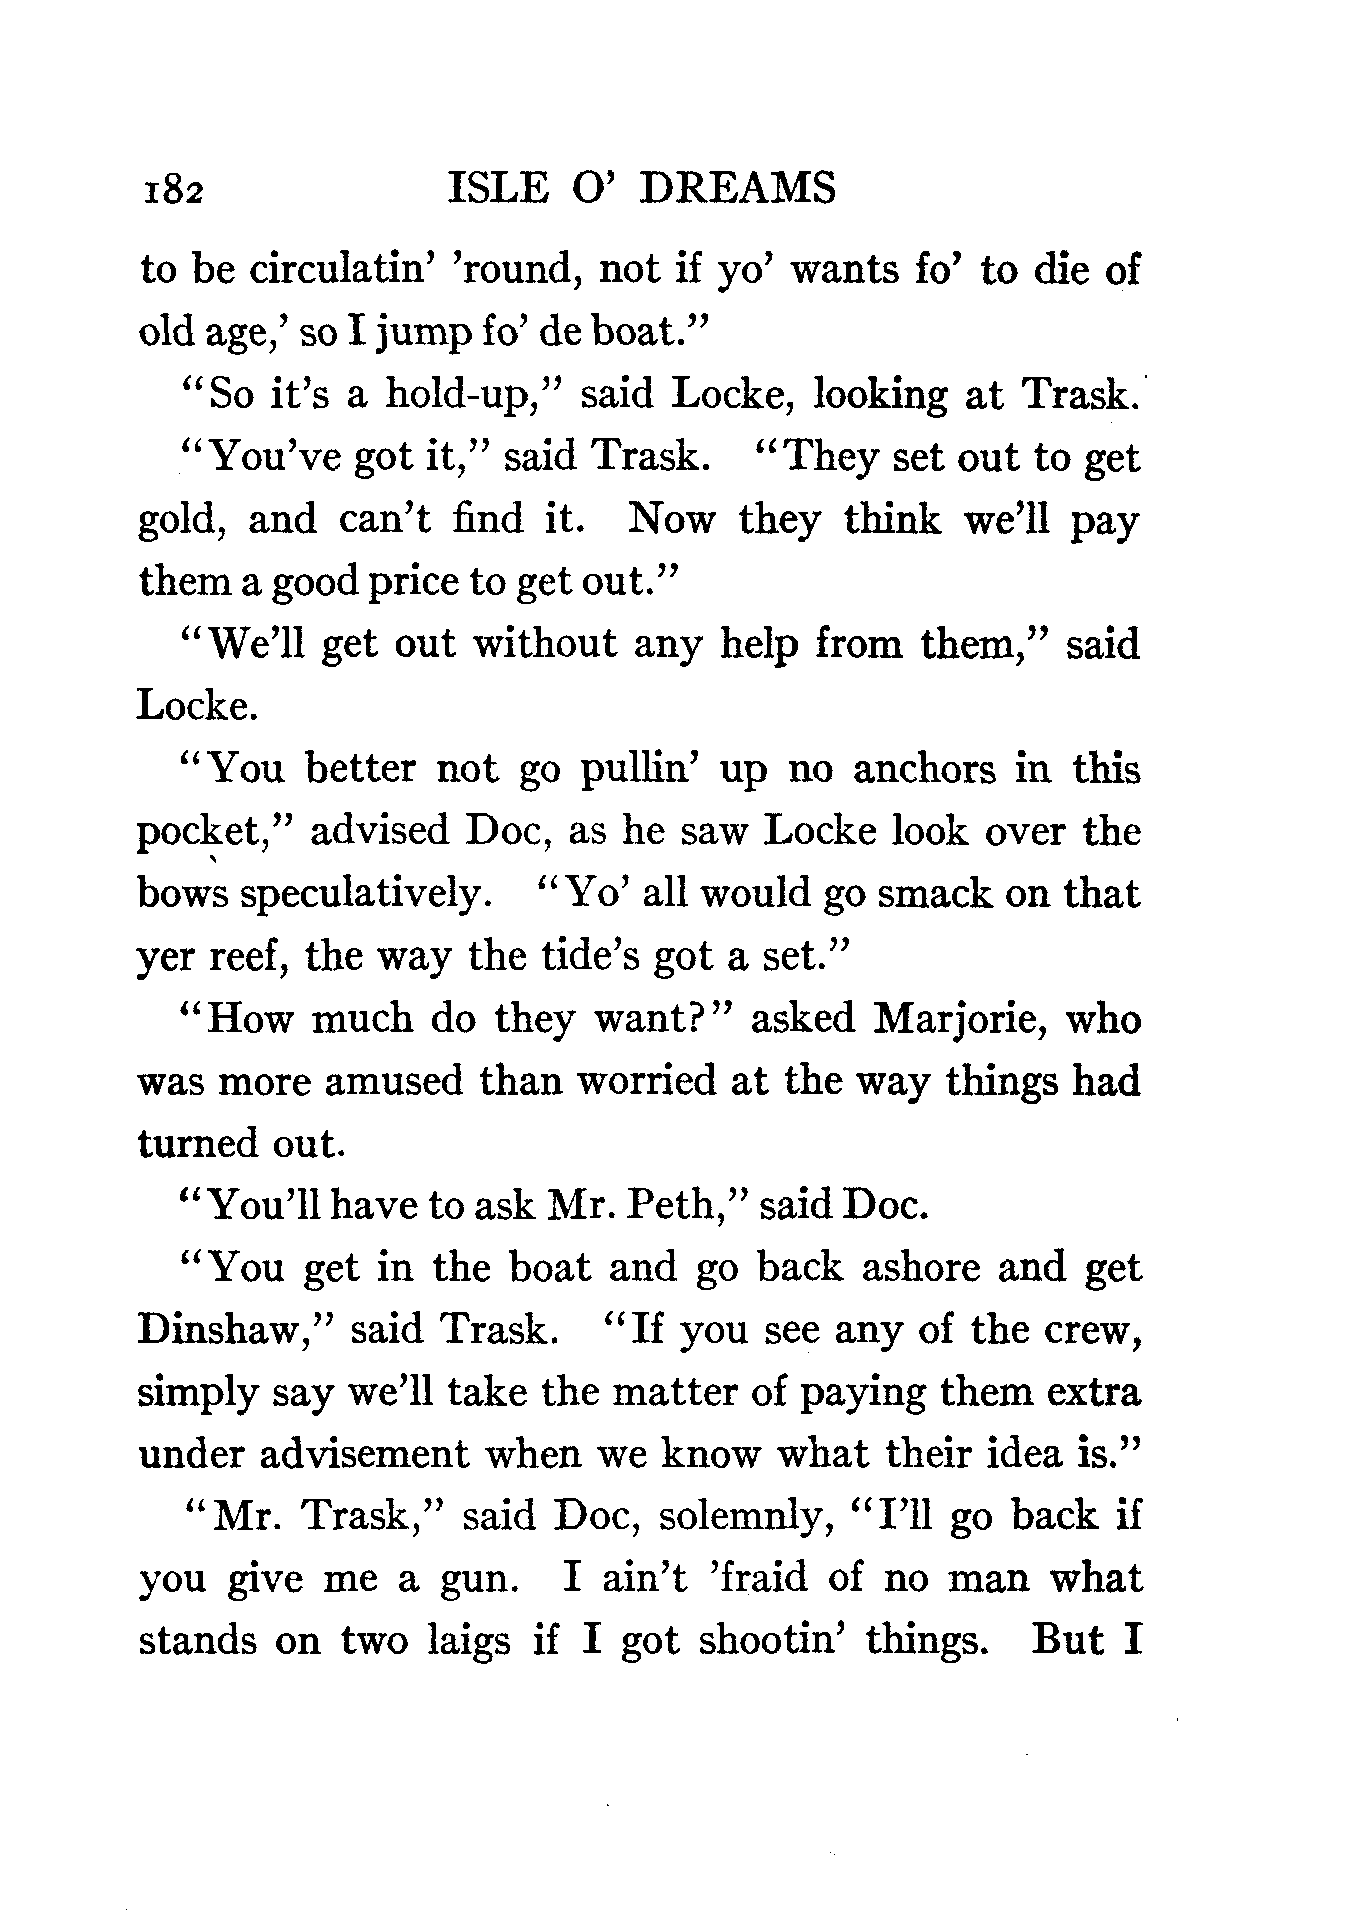 182 ISLE O' DREAMS
to be circulatin' 'round, not if yo' wants fo' to die of
old age,' so I jump fo' de boat."
"So it's a hold-up," said Locke, looking at Trask.
"You've got it," said Trask. "They set out to get
gold, and can't find it. Now they think we'll pay
them a good price to get out."
"We'll get out without any help from them," said
Locke.
"You better not go pullin' up no anchors in this
pocket," advised Doc, as he saw Locke look over the
bows speculatively. "Yo' all would go smack on that
yer reef, the way the tide's got a set."
"How much do they want?" asked Marjorie, who
was more amused than worried at the way things had
turned out.
"You'll have to ask Mr. Peth," said Doc.
"You get in the boat and go back ashore and get
Dinshaw," said Trask. "If you see any of the crew,
simply say we'll take the matter of paying them extra
under advisement when we know what their idea is."
"Mr. Trask," said Doc, solemnly, "I'll go back if
you give me a gun. I ain't 'fraid of no man what
stands on two laigs if I got shootin' things. But I